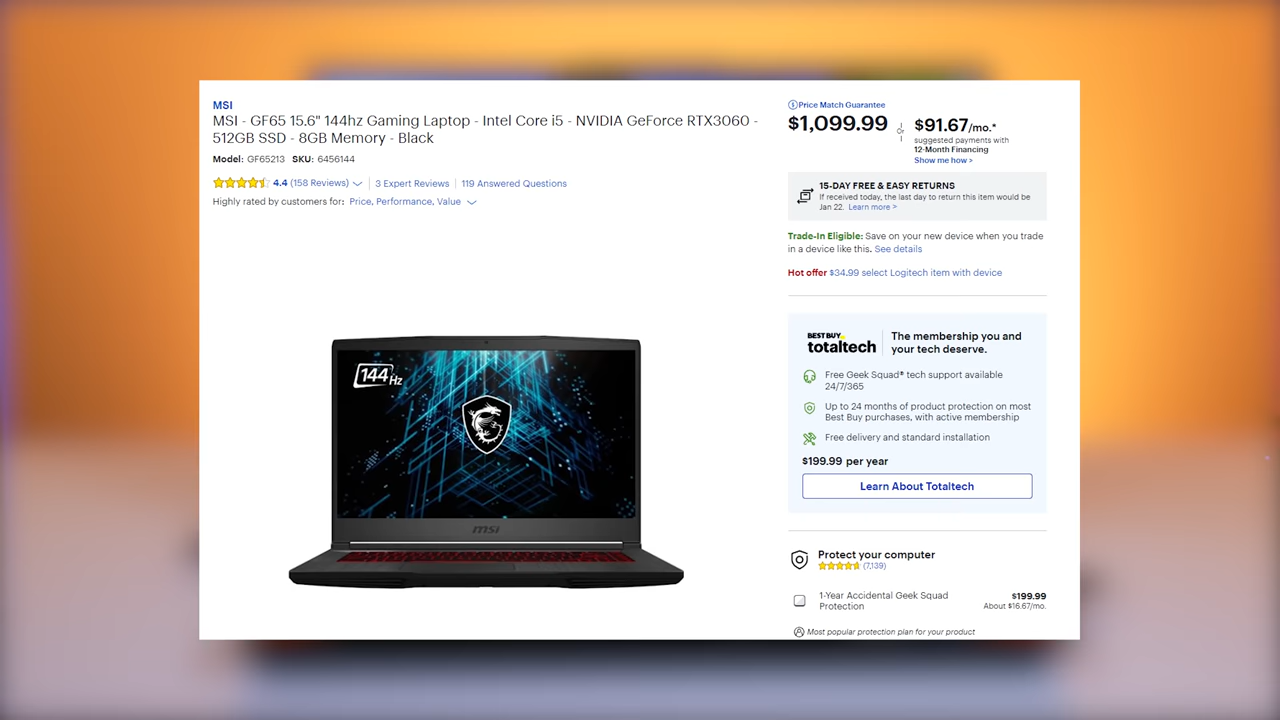 MSI
MSI - GF65 15.6" 144hz Gaming Laptop - Intel Core i5 - NVIDIA GeForce RTX3060 -
512GB SSD - 8GB Memory - Black
Model: GF65213 SKU: 6456144
4.4 (158 Reviews) 3 Expert Reviews 119 Answered Questions
Highly rated by customers for: Price, Performance, Value
144Hz
msi
Price Match Guarantee
$1,099.99
or
$91.67/mo.*
suggested payments with
12-Month Financing
Show me how >
15-DAY FREE & EASY RETURNS
If received today, the last day to return this item would be
Jan 22. Learn more >
Trade-In Eligible: Save on your new device when you trade
in a device like this. See details
Hot offer $34.99 select Logitech item with device
BEST BUY
totaltech
The membership you and
your tech deserve.
Free Geek Squad® tech support available
24/7/365
Up to 24 months of product protection on most
Best Buy purchases, with active membership
Free delivery and standard installation
$199.99 per year
Learn About Totaltech
Protect your computer
(7,139)
1-Year Accidental Geek Squad
Protection
$199.99
About $16.67/mo.
Most popular protection plan for your product